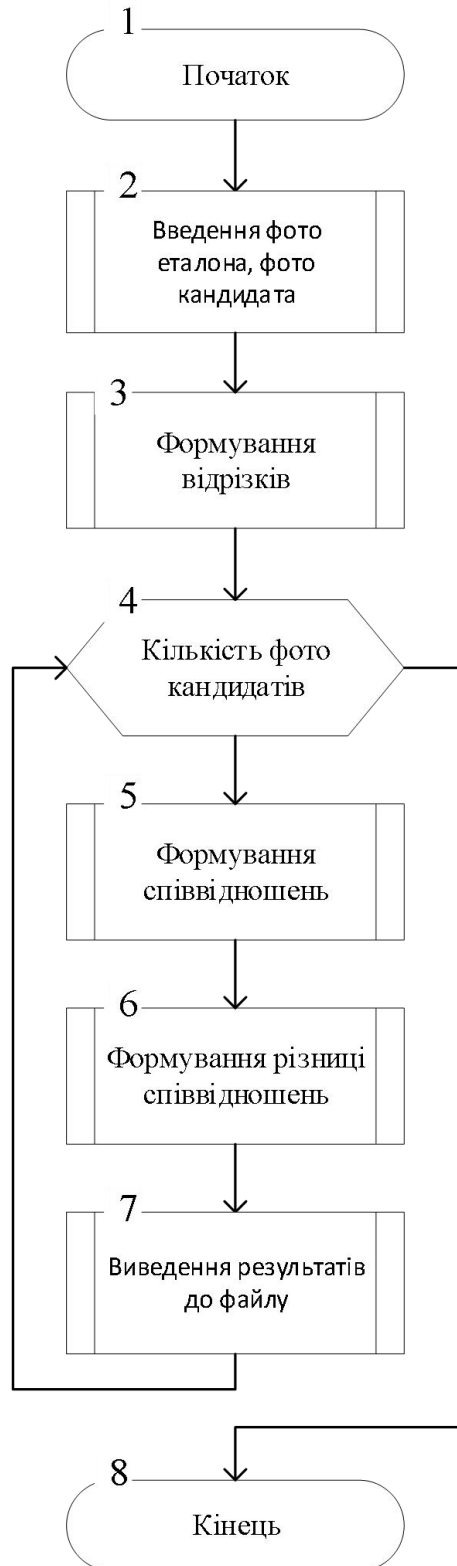 1
Початок
2
Введення фото
еталона, фото
кандидата
3
Формування
відрізків
4
Кількість фото
кандидатів
5
Формування
співвідношень
6
Формування різниці
співвідношень
7
Виведення результатів
до файлу
8
Кінець